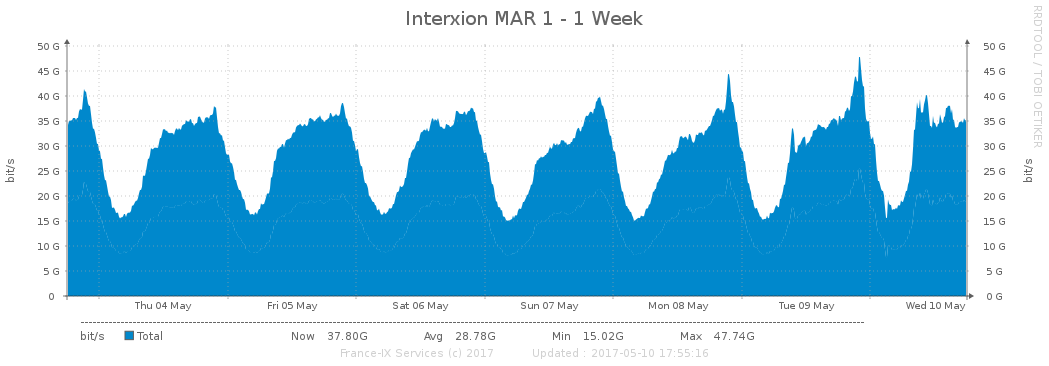 Interxion MAR 1 - 1 Week
RRDTOOL / TOBI OETIKER
50 G 50 G
45 G 45 G
40 G 40 G
35 G 35 G
30 G 30 G
25 G 25 G
20 G 20 G
15 G 15 G
10 G 10 G
5 G 5 G
0 0 G
bit/s bit/s
Thu 04 May Fri 05 May Sat 06 May Sun 07 May Mon 08 May Tue 09 May Wed 10 May
bit/s Total Now 37.80G Avg 28.78G Min 15.02G Max 47.74G
France-IX Services (c) 2017 Updated : 2017-05-10 17:55:16